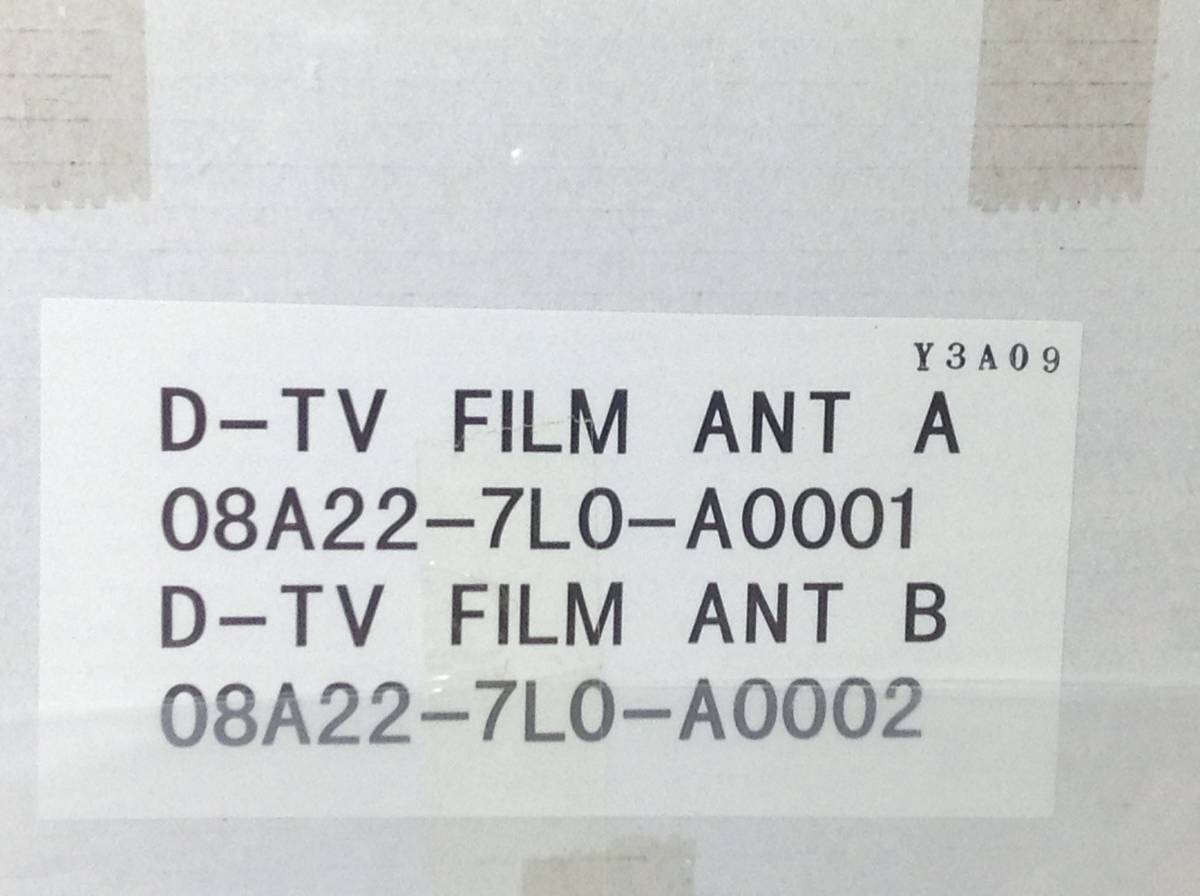 Y3A09
D-TV FILM ANT A
08A22-7L0-A0001
D-TV FILM ANT B
08A22-7L0-A0002